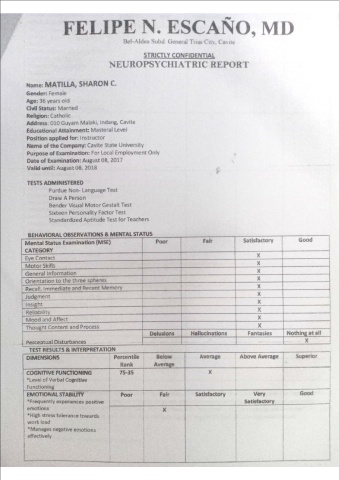 FELIPE N. ESCAÑO, MD
Bel-Aldea Subd. General Trias City, Cavite
STRICTLY CONFIDENTIAL
NEUROPSYCHIATRIC REPORT
Name: MATILLA, SHARON C.
Gender: Female
Age: 36 years old
Civil Status: Married
Religion: Catholic
Address: 010 Guyam Malaki, Indang, Cavite
Educational Attainment: Masteral Level
Position Applied for: Instructor
Name of the Company: Cavite State University
Purpose of Examination: For Local Employment Only
Date of Examination: August 08, 2017
Valid until: August 08, 2018
TESTS ADMINISTERED
Purdue Non- Language Test
Draw A Person
Bender Visual Motor Gestalt Test
Sixteen Personality Factor Test
Standardized Aptitude Test for Teachers
BEHAVIORAL OBSERVATIONS & MENTAL STATUS
Mental Status Examination (MSE) Poor Fair Satisfactory Good
CATEGORY
Eye Contact X
Motor Skills X
General Information X
Orientation to the three spheres X
Recall, Immediate and Recent Memory X
Judgment X
Insight X
Reliability X
Mood and Affect X
Thought Content and Process X
Delusions Hallucinations Fantasies Nothing at all
Perceptual Disturbances X
TEST RESULTS & INTERPRETATION
DIMENSIONS Percentile Below Average Above Average Superior
Rank Average
COGNITIVE FUNCTIONING 75-35 X
*Level of Verbal Cognitive
functioning
EMOTIONAL STABILITY Poor Fair Satisfactory Very Good
*Frequently experiences positive Satisfactory
emotions X
*High stress tolerance towards
work load
*Manages negative emotions
effectively